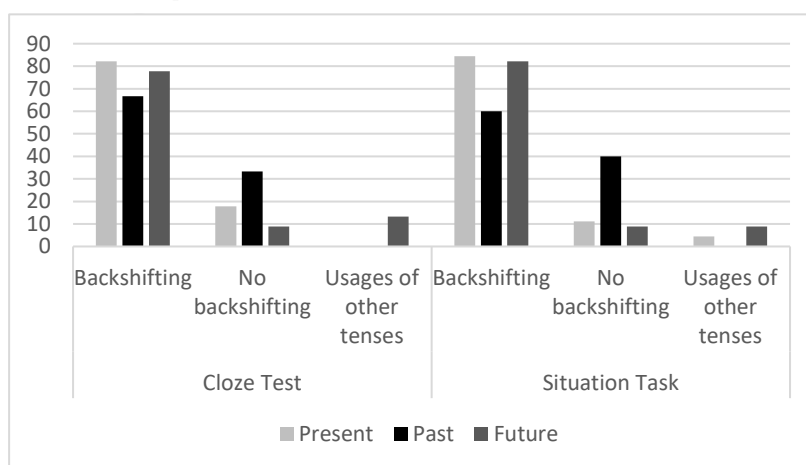 90
80
70
60
50
40
30
20
10
0
Backshifting
No
backshifting
Usages of
other
tenses
Backshifting
No
backshifting
Usages of
other
tenses
Cloze Test
Situation Task
Present Past Future